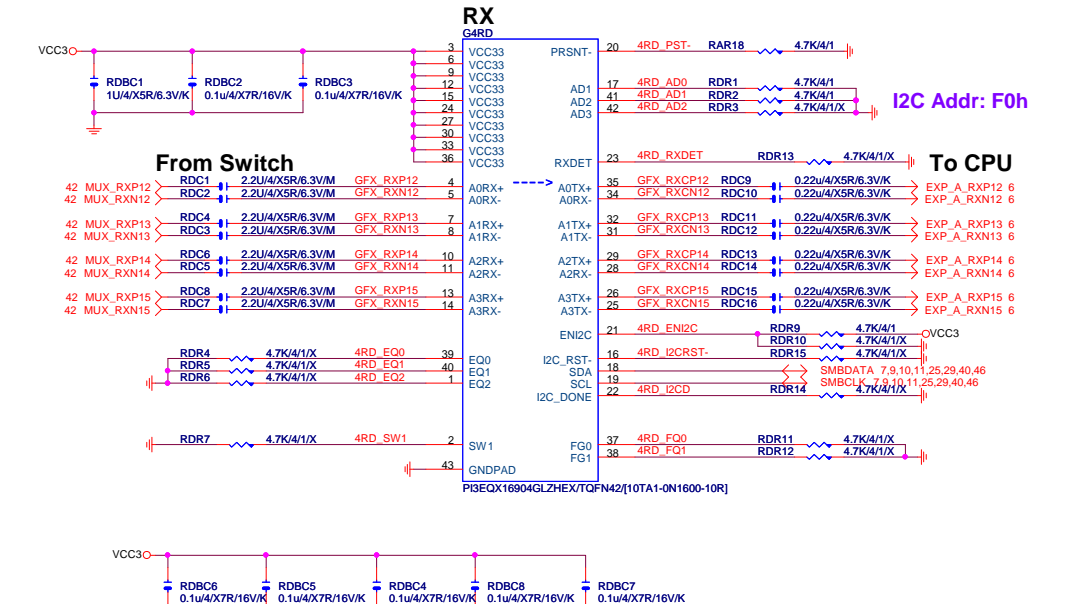 RX
G4RD
VCC3
3 VCC33
6 VCC33
9 VCC33
12 VCC33
15 VCC33
24 VCC33
27 VCC33
30 VCC33
33 VCC33
36 VCC33
RDBC1
1U/4/X5R/6.3V/K
RDBC2
0.1u/4/X7R/16V/K
RDBC3
0.1u/4/X7R/16V/K
PRSNT- 20 4RD_PST- RAR18 4.7K/4/1
AD1 17 4RD_AD0 RDR1 4.7K/4/1
AD2 41 4RD_AD1 RDR2 4.7K/4/1
AD3 42 4RD_AD2 RDR3 4.7K/4/1/X
I2C Addr: F0h
RXDET 23 4RD_RXDET RDR13 4.7K/4/1/X
From Switch
To CPU
42 MUX_RXP12 RDC1 2.2U/4/X5R/6.3V/M GFX_RXP12 4 A0RX+
42 MUX_RXN12 RDC2 2.2U/4/X5R/6.3V/M GFX_RXN12 5 A0RX-
42 MUX_RXP13 RDC4 2.2U/4/X5R/6.3V/M GFX_RXP13 7 A1RX+
42 MUX_RXN13 RDC3 2.2U/4/X5R/6.3V/M GFX_RXN13 8 A1RX-
42 MUX_RXP14 RDC6 2.2U/4/X5R/6.3V/M GFX_RXP14 10 A2RX+
42 MUX_RXN14 RDC5 2.2U/4/X5R/6.3V/M GFX_RXN14 11 A2RX-
42 MUX_RXP15 RDC8 2.2U/4/X5R/6.3V/M GFX_RXP15 13 A3RX+
42 MUX_RXN15 RDC7 2.2U/4/X5R/6.3V/M GFX_RXN15 14 A3RX-
A0TX+ 35 GFX_RXCP12 RDC9 0.22u/4/X5R/6.3V/K EXP_A_RXP12 6
A0RX- 34 GFX_RXCN12 RDC10 0.22u/4/X5R/6.3V/K EXP_A_RXN12 6
A1TX+ 32 GFX_RXCP13 RDC11 0.22u/4/X5R/6.3V/K EXP_A_RXP13 6
A1TX- 31 GFX_RXCN13 RDC12 0.22u/4/X5R/6.3V/K EXP_A_RXN13 6
A2TX+ 29 GFX_RXCP14 RDC13 0.22u/4/X5R/6.3V/K EXP_A_RXP14 6
A2RX- 28 GFX_RXCN14 RDC14 0.22u/4/X5R/6.3V/K EXP_A_RXN14 6
A3TX+ 26 GFX_RXCP15 RDC15 0.22u/4/X5R/6.3V/K EXP_A_RXP15 6
A3TX- 25 GFX_RXCN15 RDC16 0.22u/4/X5R/6.3V/K EXP_A_RXN15 6
ENI2C 21 4RD_ENI2C RDR9 4.7K/4/1 VCC3
RDR10 4.7K/4/1/X
I2C_RST- 16 4RD_I2CRST- RDR15 4.7K/4/1/X
SDA 18 SMBDATA 7,9,10,11,25,29,40,46
SCL 19 SMBCLK 7,9,10,11,25,29,40,46
I2C_DONE 22 4RD_I2CD RDR14 4.7K/4/1/X
RDR4 4.7K/4/1/X 4RD_EQ0 39 EQ0
RDR5 4.7K/4/1/X 4RD_EQ1 40 EQ1
RDR6 4.7K/4/1/X 4RD_EQ2 1 EQ2
RDR7 4.7K/4/1/X 4RD_SW1 2 SW1
FG0 37 4RD_FQ0 RDR11 4.7K/4/1/X
FG1 38 4RD_FQ1 RDR12 4.7K/4/1/X
43 GNDPAD
PI3EQX16904GLZHEX/TQFN42/[10TA1-0N1600-10R]
VCC3
RDBC6
0.1u/4/X7R/16V/K
RDBC5
0.1u/4/X7R/16V/K
RDBC4
0.1u/4/X7R/16V/K
RDBC8
0.1u/4/X7R/16V/K
RDBC7
0.1u/4/X7R/16V/K